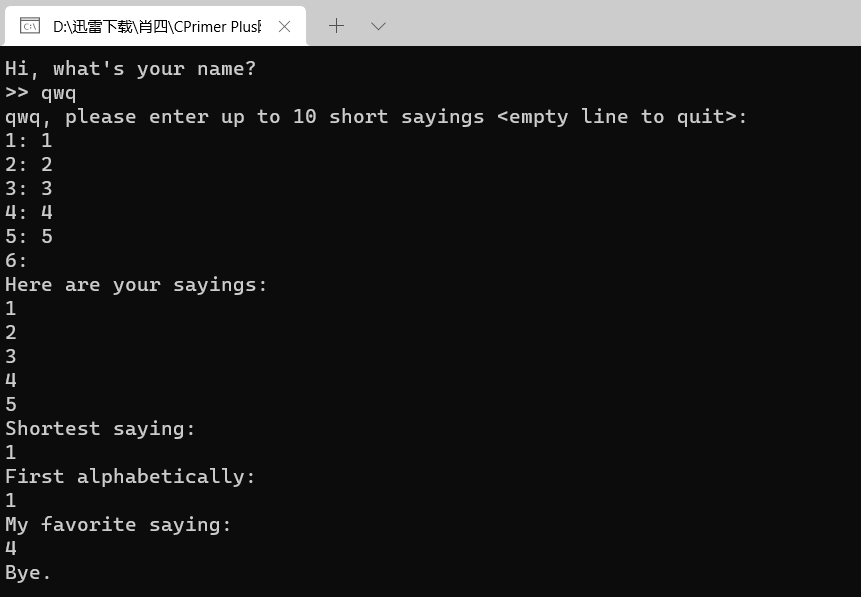 D:\迅雷下载\肖四\CPrimer Plus
Hi, what's your name?
>> qwq
qwq, please enter up to 10 short sayings <empty line to quit>:
1: 1
2: 2
3: 3
4: 4
5: 5
6:
Here are your sayings:
1
2
3
4
5
Shortest saying:
1
First alphabetically:
1
My favorite saying:
4
Bye.